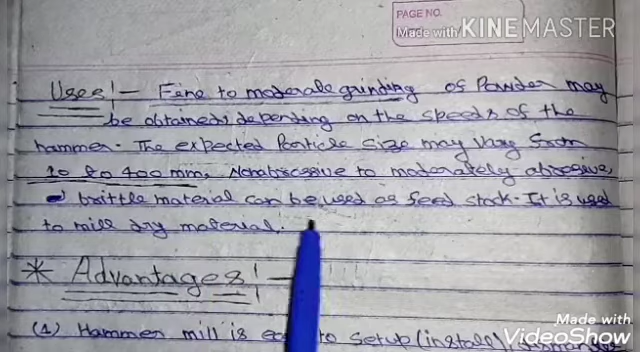 PAGE NO.
Made with KINEMASTER
Uses:- Fine to moderate grinding of Powder may
be obtained, depending on the speeds of the
hammer. The expected Particle size may vary from
10 to 400 mm. Nonabrassive to moderately abrasive,
brittle material can be used as feed stock. It is used
to mill dry material.
* Advantages:-
(1) Hammer mill is to setup (install)
Made with
VideoShow